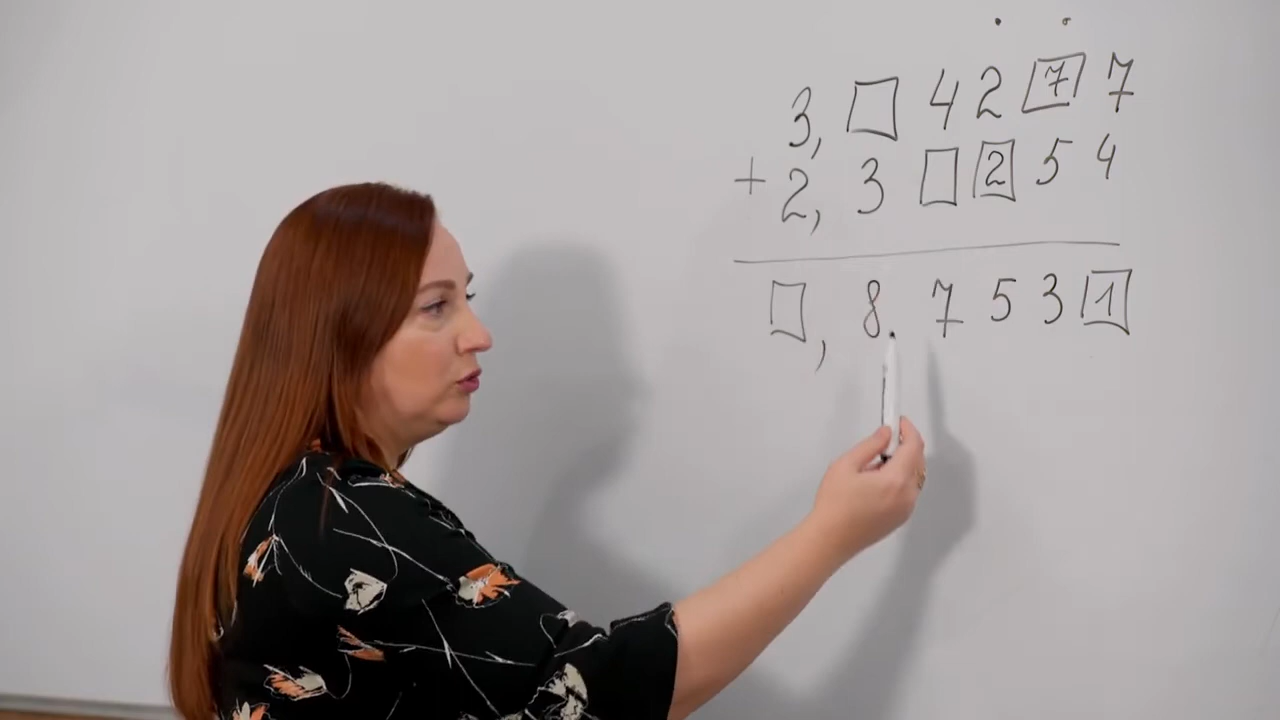 3, □ 4 2 7 7
+ 2, 3 □ 2 5 4
□, 8 7 5 3 1